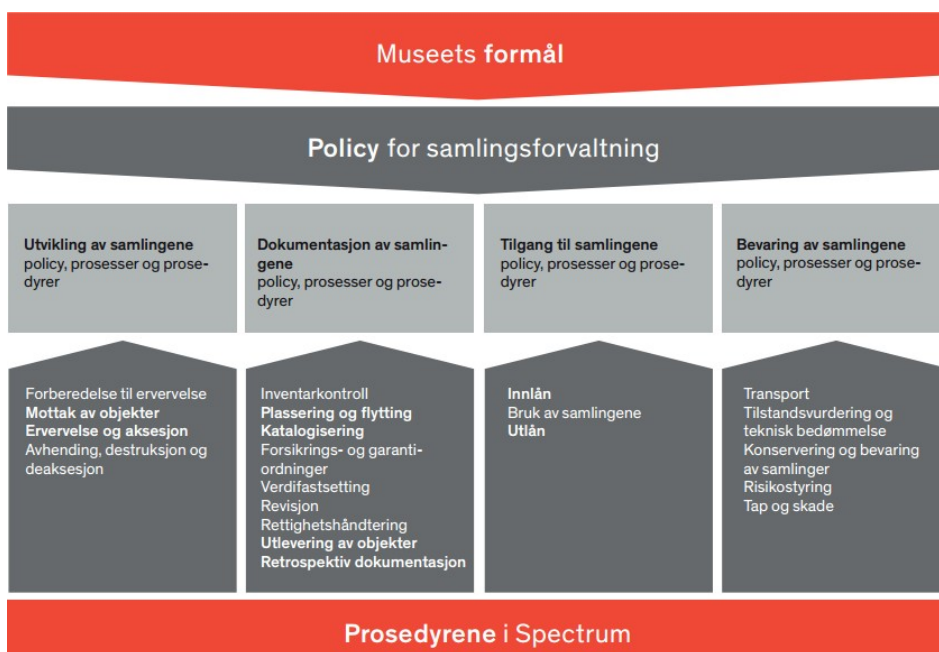 Museets formål
Policy for samlingsforvaltning
Utvikling av samlingene
policy, prosesser og prose-
dyrer
Dokumentasjon av samlin-
gene
policy, prosesser og prose-
dyrer
Tilgang til samlingene
policy, prosesser og prose-
dyrer
Bevaring av samlingene
policy, prosesser og prose-
dyrer
Forberedelse til ervervelse
Mottak av objekter
Ervervelse og aksesjon
Avhending, destruksjon og
deaksesjon
Inventarkontroll
Plassering og flytting
Katalogisering
Forsikrings- og garanti-
ordninger
Verdifastsetting
Revisjon
Rettighetshåndtering
Utlevering av objekter
Retrospektiv dokumentasjon
Innlån
Bruk av samlingene
Utlån
Transport
Tilstandsvurdering og
teknisk bedømmelse
Konservering og bevaring
av samlinger
Risikostyring
Tap og skade
Prosedyrene i Spectrum